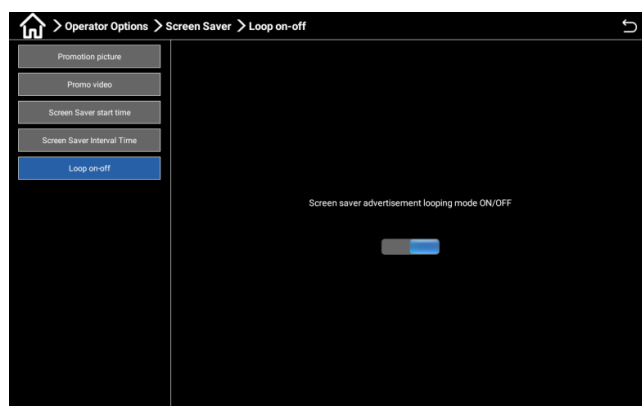 Operator Options > Screen Saver > Loop on-off
Promotion picture
Promo video
Screen Saver start time
Screen Saver Interval Time
Loop on-off
Screen saver advertisement looping mode ON/OFF